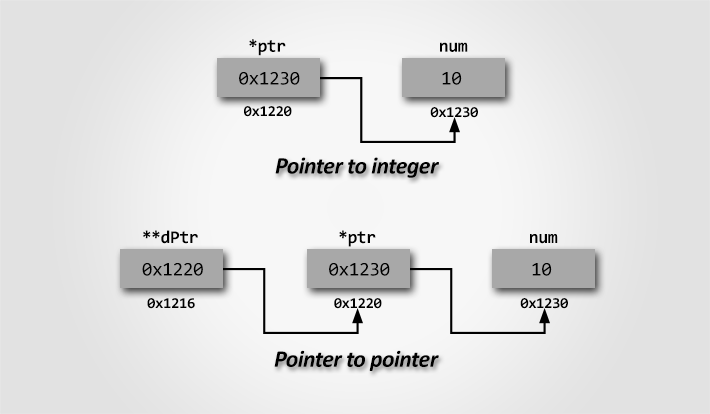 *ptr num
0x1230 10
0x1220 0x1230
Pointer to integer
**dPtr *ptr num
0x1220 0x1230 10
0x1216 0x1220 0x1230
Pointer to pointer